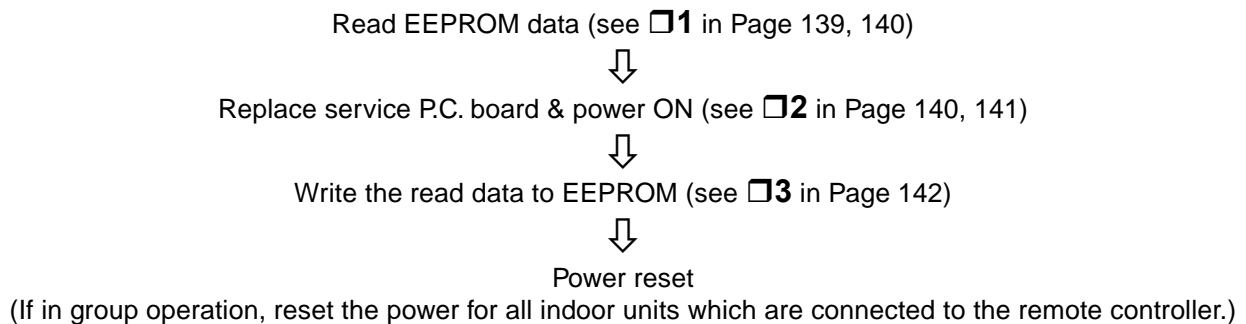 Read EEPROM data (see ❒1 in Page 139, 140)
⇩
Replace service P.C. board & power ON (see ❒2 in Page 140, 141)
⇩
Write the read data to EEPROM (see ❒3 in Page 142)
⇩
Power reset
(If in group operation, reset the power for all indoor units which are connected to the remote controller.)